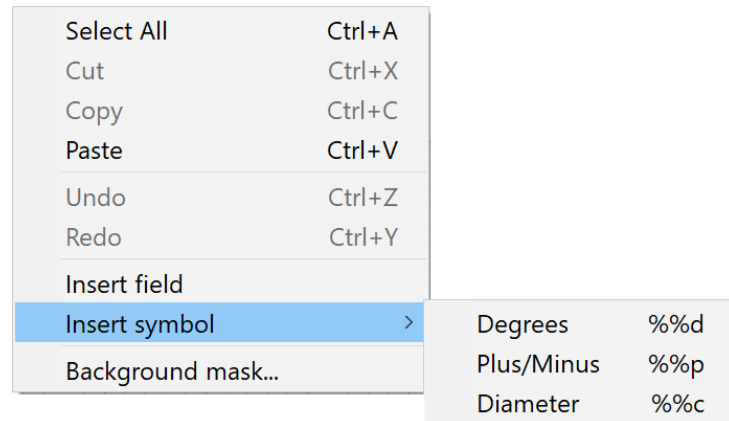 Select All Ctrl+A
Cut Ctrl+X
Copy Ctrl+C
Paste Ctrl+V
Undo Ctrl+Z
Redo Ctrl+Y
Insert field
Insert symbol >
Degrees %%d
Plus/Minus %%p
Background mask...
Diameter %%c